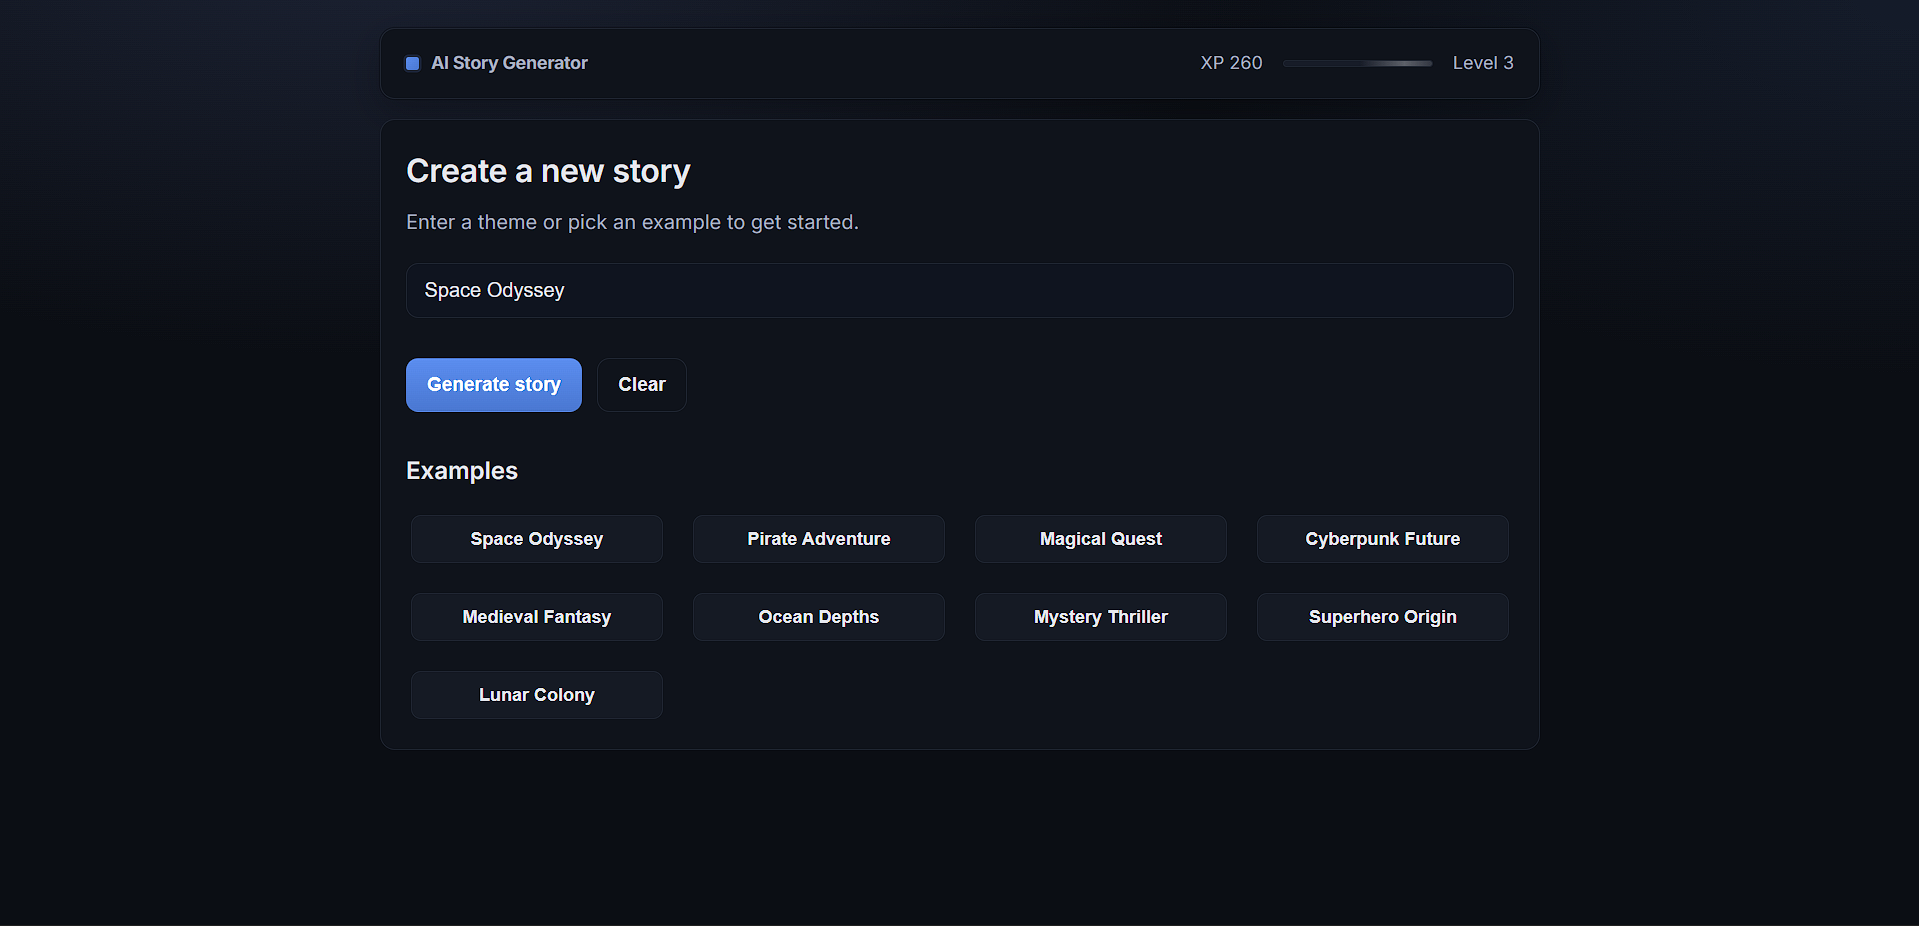 AI Story Generator
XP 260
Level 3
Create a new story
Enter a theme or pick an example to get started.
Space Odyssey
Generate story
Clear
Examples
Space Odyssey
Pirate Adventure
Magical Quest
Cyberpunk Future
Medieval Fantasy
Ocean Depths
Mystery Thriller
Superhero Origin
Lunar Colony